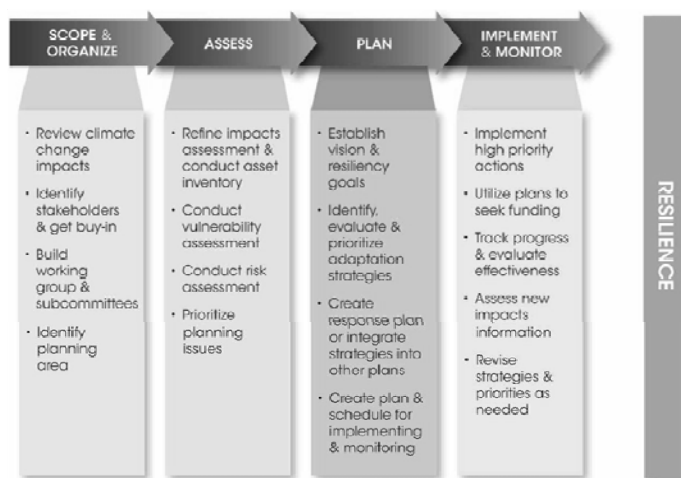 SCOPE &
ORGANIZE
ASSESS
PLAN
IMPLEMENT
& MONITOR
· Review climate
change
impacts
· Identify
stakeholders
& get buy-in
· Build
working
group &
subcommittees
· Identify
planning
area
· Refine impacts
assessment &
conduct asset
inventory
· Conduct
vulnerability
assessment
· Conduct risk
assessment
· Prioritize
planning
issues
· Establish
vision &
resiliency
goals
· Identify,
evaluate &
prioritize
adaptation
strategies
· Create
response plan
or integrate
strategies into
other plans
· Create plan &
schedule for
implementing
& monitoring
· Implement
high priority
actions
· Utilize plans to
seek funding
· Track progress
& evaluate
effectiveness
· Assess new
impacts
information
· Revise
strategies &
priorities as
needed
RESILIENCE